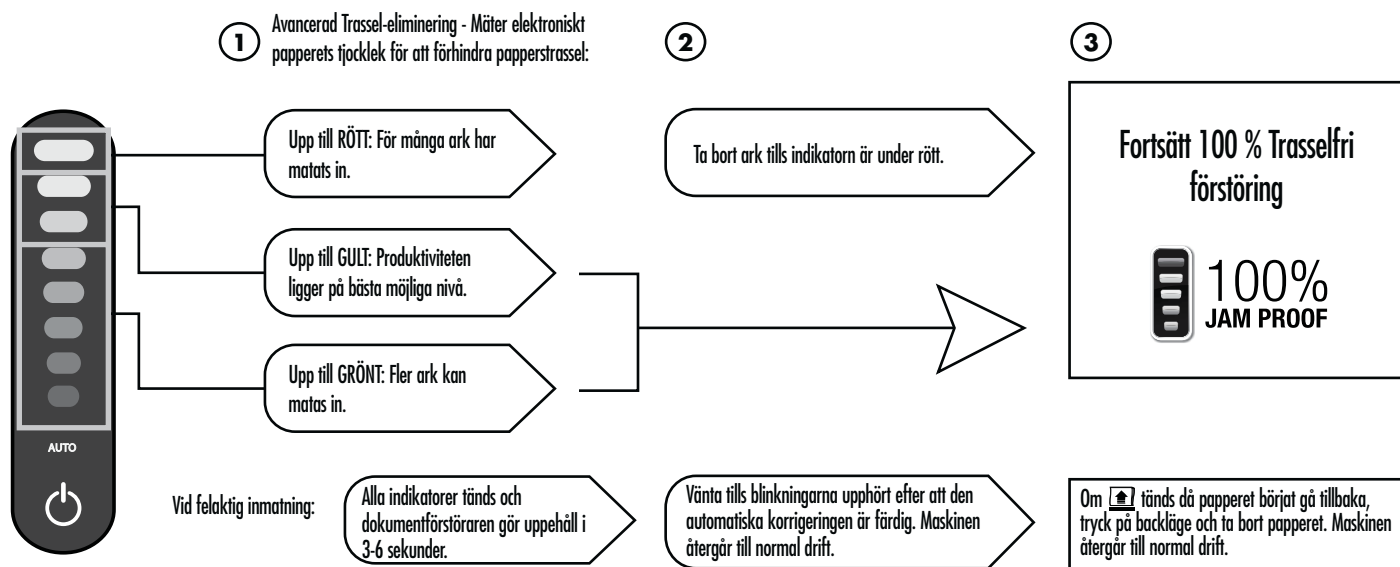 1
Avancerad Trassel-eliminering - Mäter elektroniskt
papperets tjocklek för att förhindra papperstrassel:
2
3
Upp till RÖTT: För många ark har
matats in.
Ta bort ark tills indikatorn är under rött.
Fortsätt 100 % Trasselfri
förstöring
Upp till GULT: Produktiviteten
ligger på bästa möjliga nivå.
100%
JAM PROOF
Upp till GRÖNT: Fler ark kan
matas in.
AUTO
Vid felaktig inmatning:
Alla indikatorer tänds och
dokumentförstöraren gör uppehåll i
3-6 sekunder.
Vänta tills blinkningarna upphört efter att den
automatiska korrigeringen är färdig. Maskinen
återgår till normal drift.
Om tänds då papperet börjat gå tillbaka,
tryck på backläge och ta bort papperet. Maskinen
återgår till normal drift.